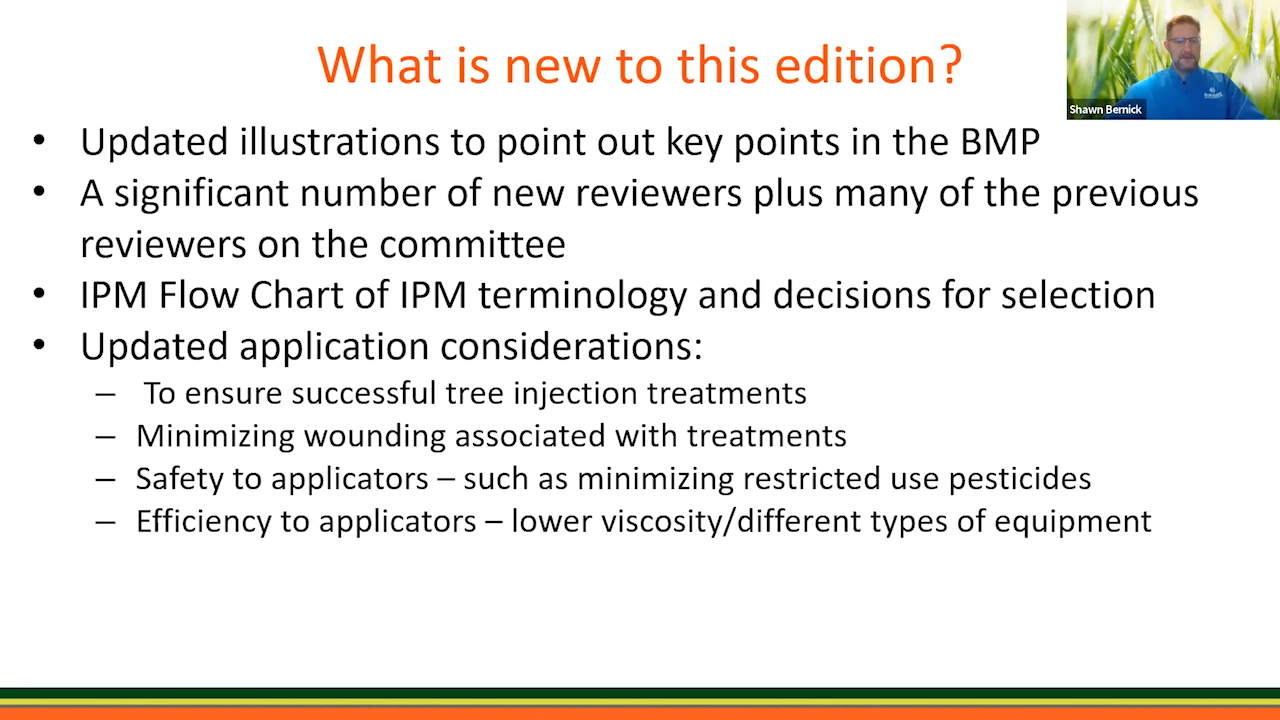 What is new to this edition?
Shawn Bernick
• Updated illustrations to point out key points in the BMP
• A significant number of new reviewers plus many of the previous
reviewers on the committee
• IPM Flow Chart of IPM terminology and decisions for selection
• Updated application considerations:
– To ensure successful tree injection treatments
– Minimizing wounding associated with treatments
– Safety to applicators – such as minimizing restricted use pesticides
– Efficiency to applicators – lower viscosity/different types of equipment